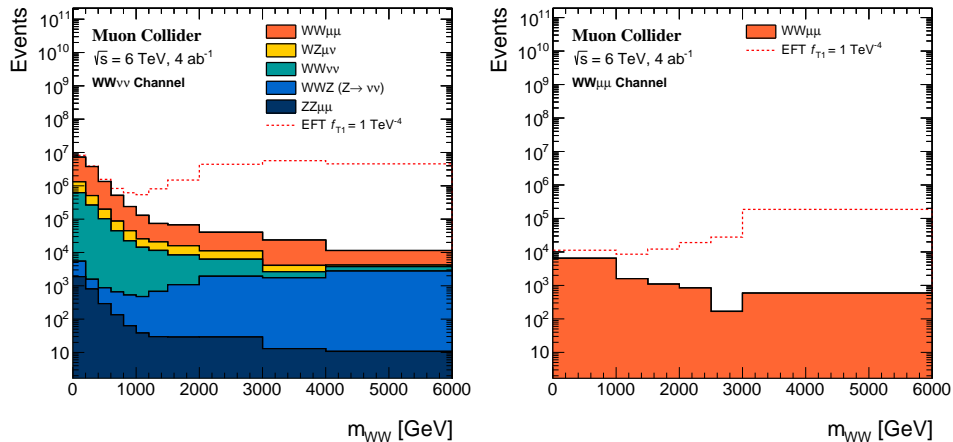 Events
10¹¹
10¹⁰
10⁹
10⁸
10⁷
10⁶
10⁵
10⁴
10³
10²
10
Muon Collider
√s = 6 TeV, 4 ab⁻¹
WWνν Channel
WWμμ
WZμν
WWνν
WWZ (Z→ νν)
ZZμμ
EFT f_T1 = 1 TeV⁻⁴
0 1000 2000 3000 4000 5000 6000
m_WW [GeV]
Events
10¹¹
10¹⁰
10⁹
10⁸
10⁷
10⁶
10⁵
10⁴
10³
10²
10
Muon Collider
√s = 6 TeV, 4 ab⁻¹
WWμμ Channel
WWμμ
EFT f_T1 = 1 TeV⁻⁴
0 1000 2000 3000 4000 5000 6000
m_WW [GeV]